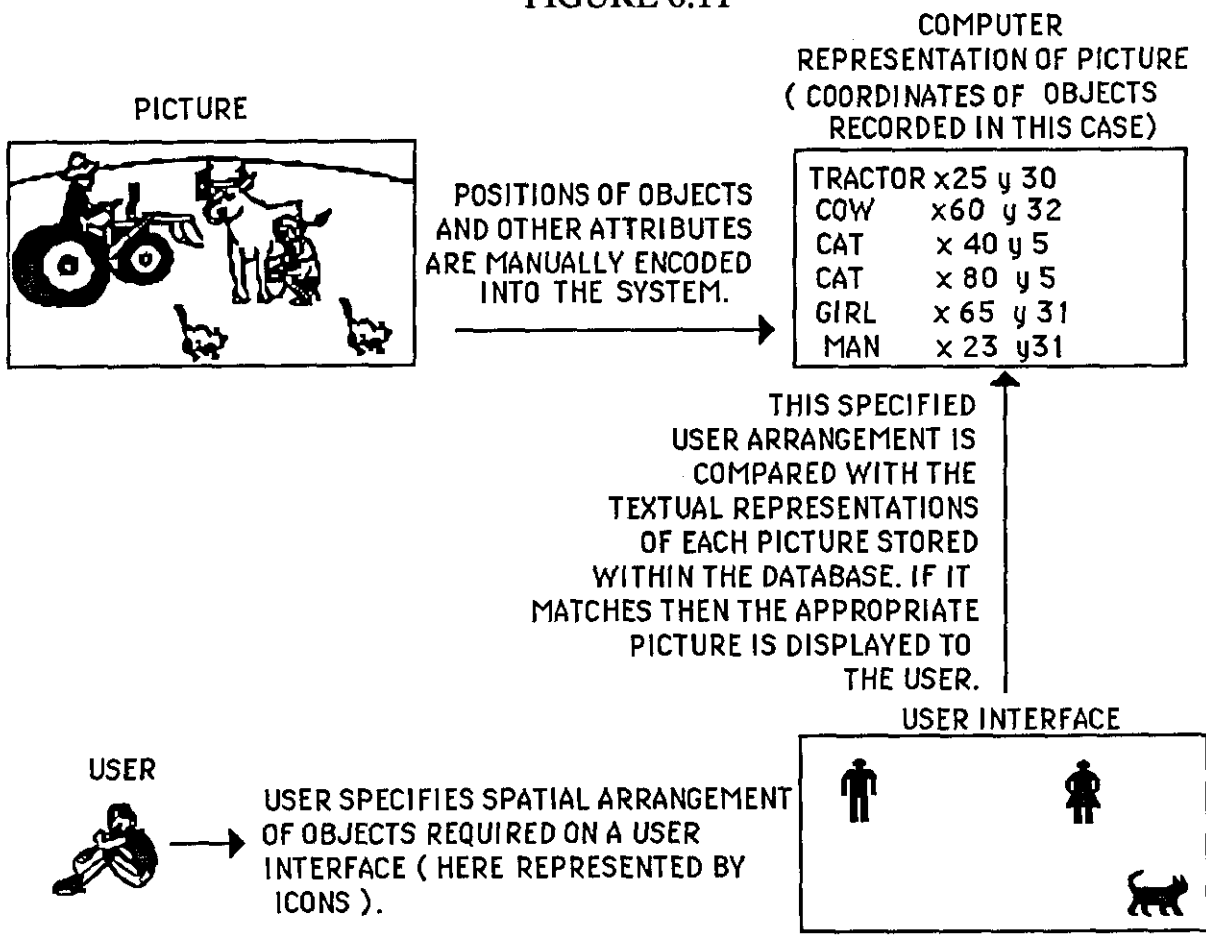 FIGURE 6.11
COMPUTER
REPRESENTATION OF PICTURE
( COORDINATES OF OBJECTS
RECORDED IN THIS CASE)
PICTURE
TRACTOR x25 y 30
COW x60 y 32
CAT x 40 y 5
CAT x 80 y 5
GIRL x 65 y 31
MAN x 23 y31
POSITIONS OF OBJECTS
AND OTHER ATTRIBUTES
ARE MANUALLY ENCODED
INTO THE SYSTEM.
THIS SPECIFIED
USER ARRANGEMENT IS
COMPARED WITH THE
TEXTUAL REPRESENTATIONS
OF EACH PICTURE STORED
WITHIN THE DATABASE. IF IT
MATCHES THEN THE APPROPRIATE
PICTURE IS DISPLAYED TO
THE USER.
USER INTERFACE
USER
USER SPECIFIES SPATIAL ARRANGEMENT
OF OBJECTS REQUIRED ON A USER
INTERFACE ( HERE REPRESENTED BY
ICONS ).